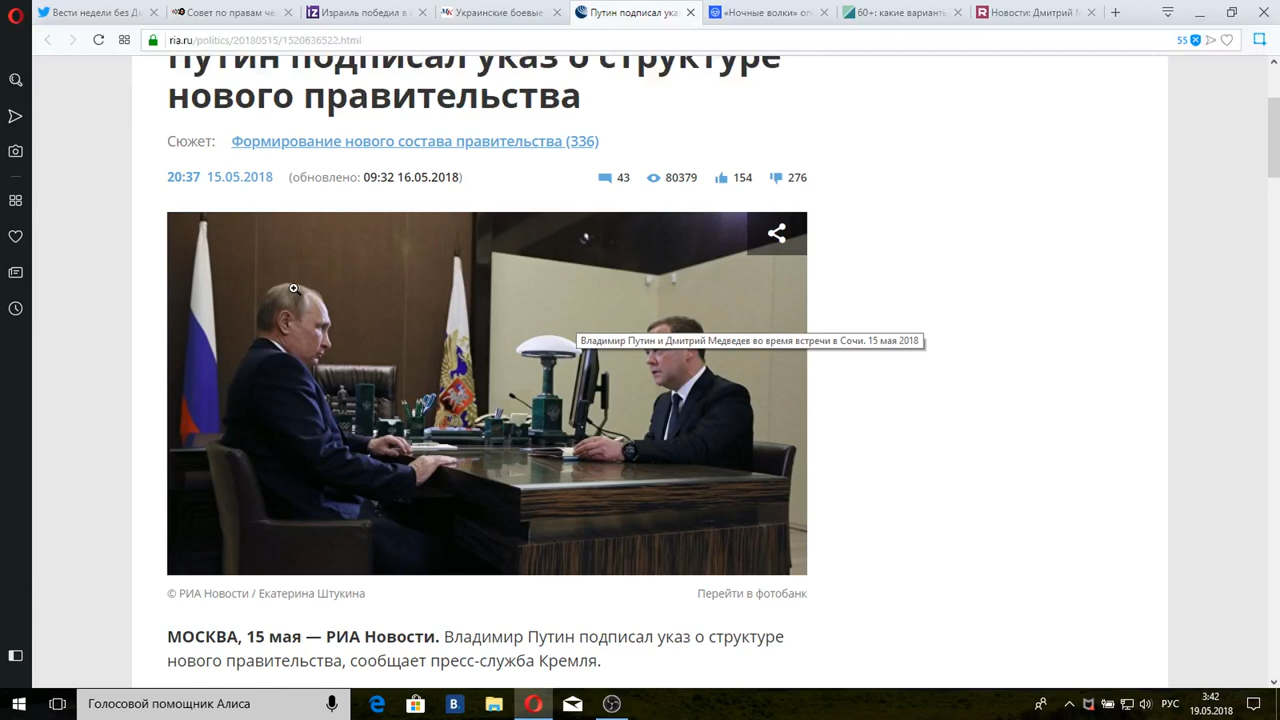 Вести недели без Д
Совет по правам че
Израиль победил в
Украинские боевые
Путин подписал ука
«Ночные волки» оп
60+: какие вариант
Новости: Дмитрий М
ria.ru/politics/20180515/1520636522.html
55
Путин подписал указ о структуре
нового правительства
Сюжет: Формирование нового состава правительства (336)
20:37 15.05.2018 (обновлено: 09:32 16.05.2018)
43 80379 154 276
Владимир Путин и Дмитрий Медведев во время встречи в Сочи. 15 мая 2018
© РИА Новости / Екатерина Штукина
Перейти в фотобанк
МОСКВА, 15 мая — РИА Новости. Владимир Путин подписал указ о структуре
нового правительства, сообщает пресс-служба Кремля.
Голосовой помощник Алиса
РУС
3:42
19.05.2018